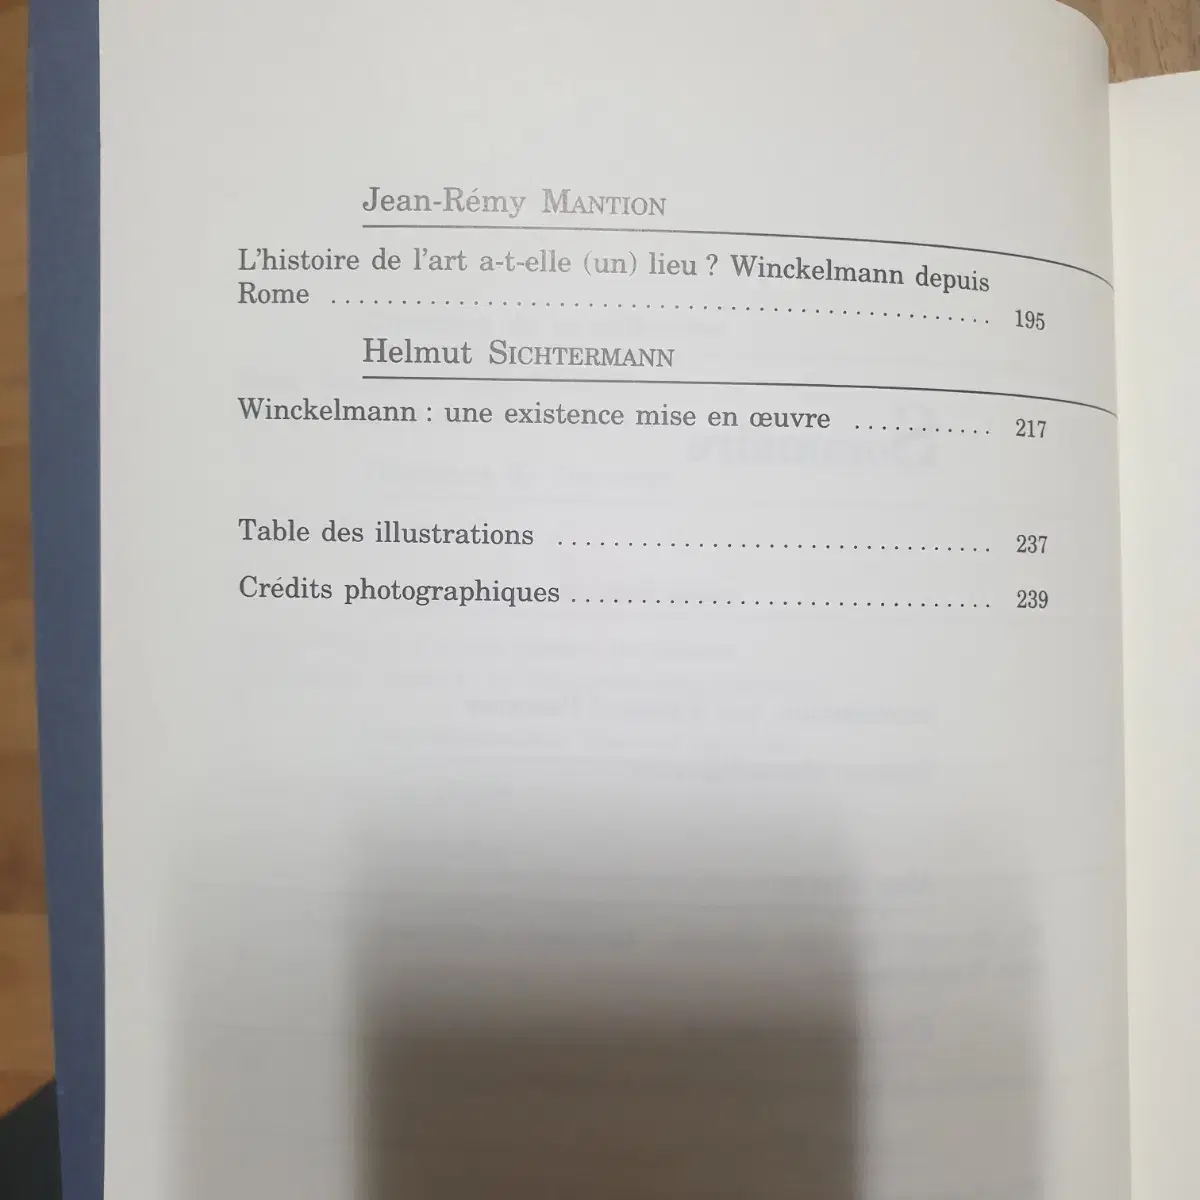 Jean-Rémy MANTION
L'histoire de l'art a-t-elle (un) lieu ? Winckelmann depuis
Rome ................................................ 195
Helmut SICHTERMANN
Winckelmann : une existence mise en œuvre ........... 217
Table des illustrations ............................... 237
Crédits photographiques .............................. 239